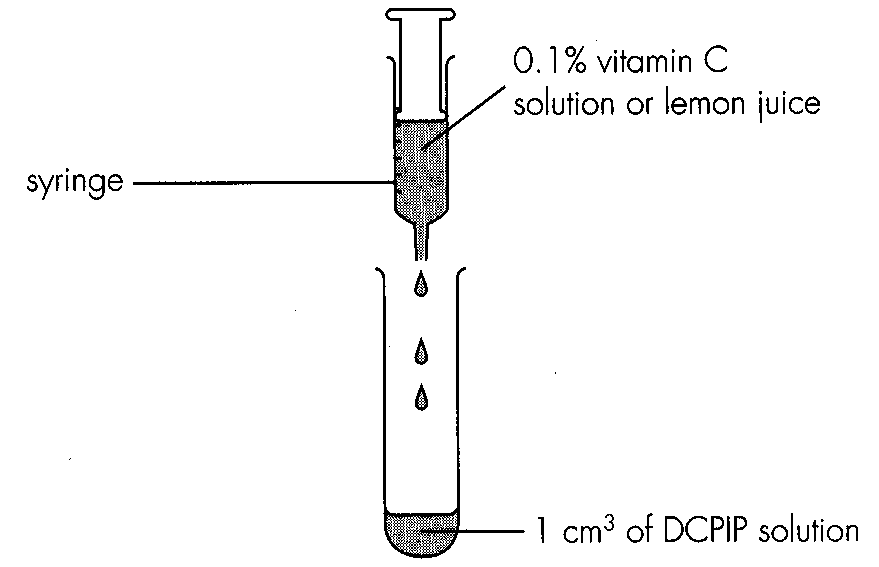 0.1% vitamin C
solution or lemon juice
syringe
1 cm³ of DCPIP solution